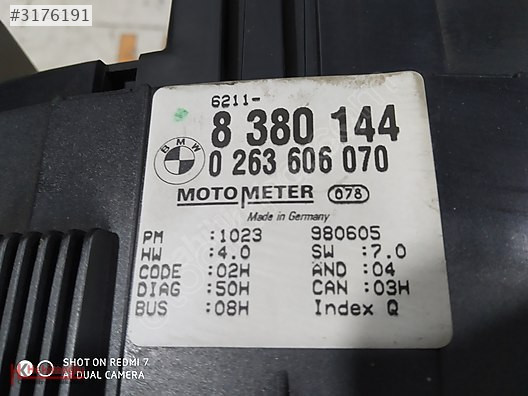 #3176191
6211-
8 380 144
BMW
0 263 606 070
MOTOMETER 078
Made in Germany
PM :1023 980605
HW :4.0 SW :7.0
CODE :02H AND :04
DIAG :50H CAN :03H
BUS :08H Index Q
SHOT ON REDMI 7
AI DUAL CAMERA